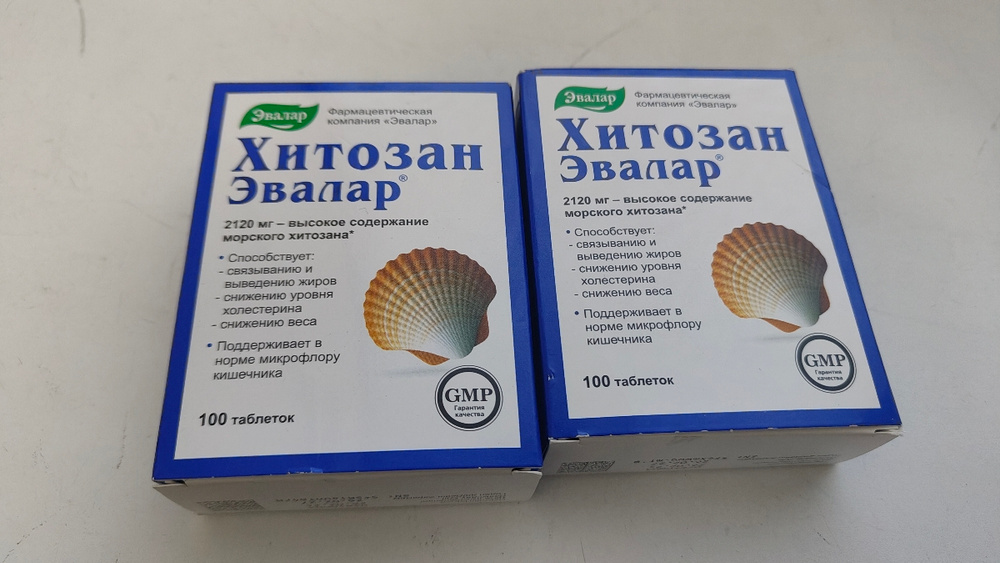 Эвалар
Фармацевтическая
компания «Эвалар»
Хитозан
Эвалар®
2120 мг – высокое содержание
морского хитозана*
• Способствует:
- связыванию и
выведению жиров
- снижению уровня
холестерина
- снижению веса
• Поддерживает в
норме микрофлору
кишечника
100 таблеток
GMP
Гарантия
качества
Эвалар
Фармацевтическая
компания «Эвалар»
Хитозан
Эвалар®
2120 мг – высокое содержание
морского хитозана*
• Способствует:
- связыванию и
выведению жиров
- снижению уровня
холестерина
- снижению веса
• Поддерживает в
норме микрофлору
кишечника
100 таблеток
GMP
Гарантия
качества